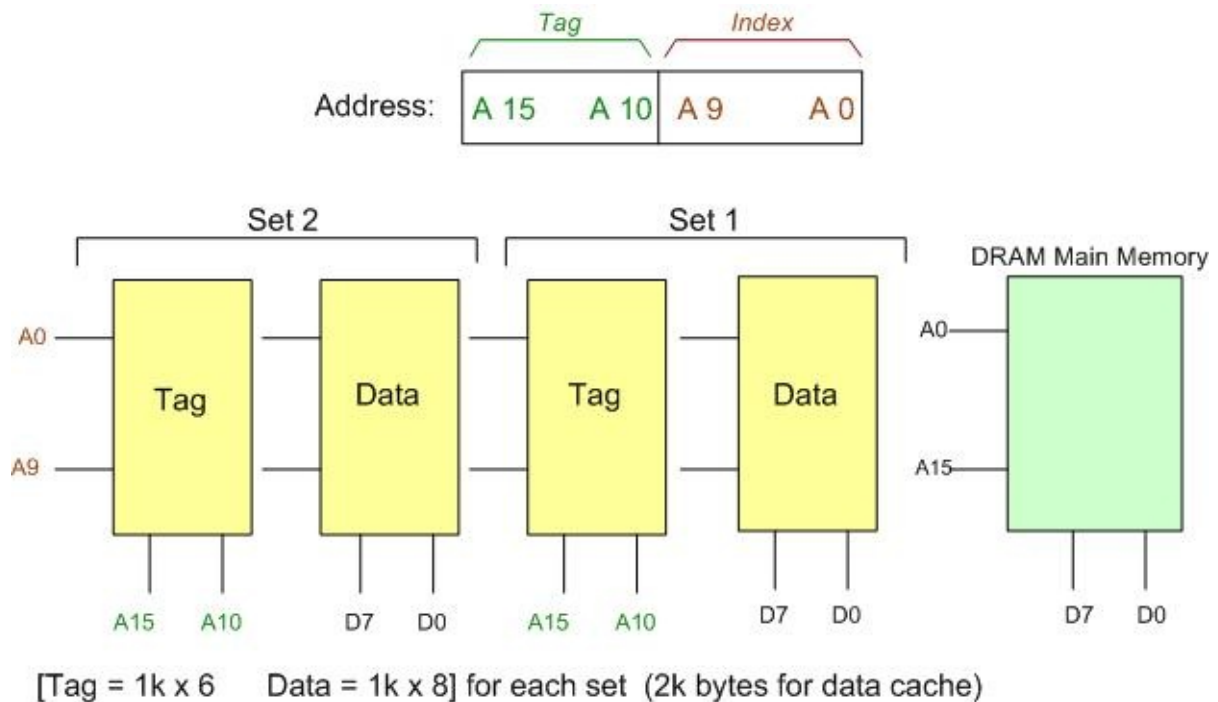 Tag Index
Address: A 15 A 10 A 9 A 0
Set 2 Set 1
DRAM Main Memory
A0 A0
Tag Data Tag Data
A9 A15
A15 A10 D7 D0 A15 A10 D7 D0 D7 D0
[Tag = 1k x 6 Data = 1k x 8] for each set (2k bytes for data cache)